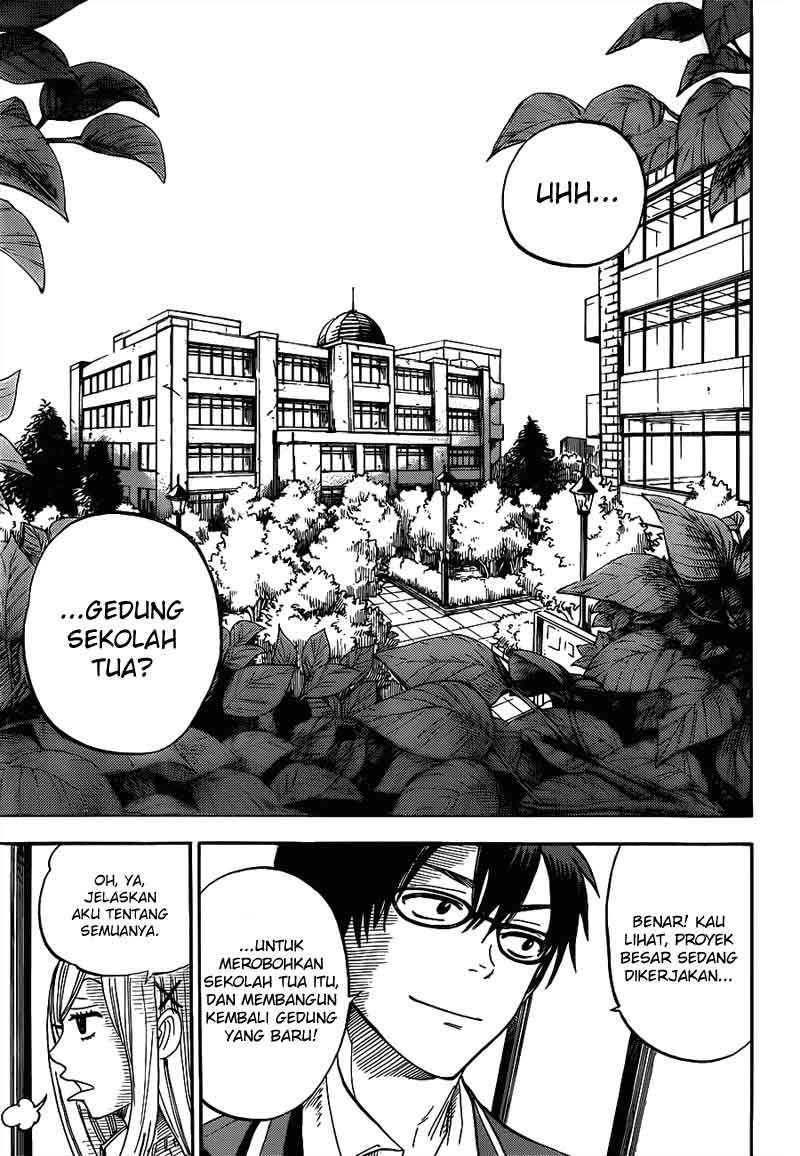 UHH...
...GEDUNG
SEKOLAH
TUA?
BENAR! KAU
LIHAT, PROYEK
BESAR SEDANG
DIKERJAKAN...
...UNTUK
MEROBOHKAN
SEKOLAH TUA ITU,
DAN MEMBANGUN
KEMBALI GEDUNG
YANG BARU!
OH, YA,
JELASKAN
AKU TENTANG
SEMUANYA.